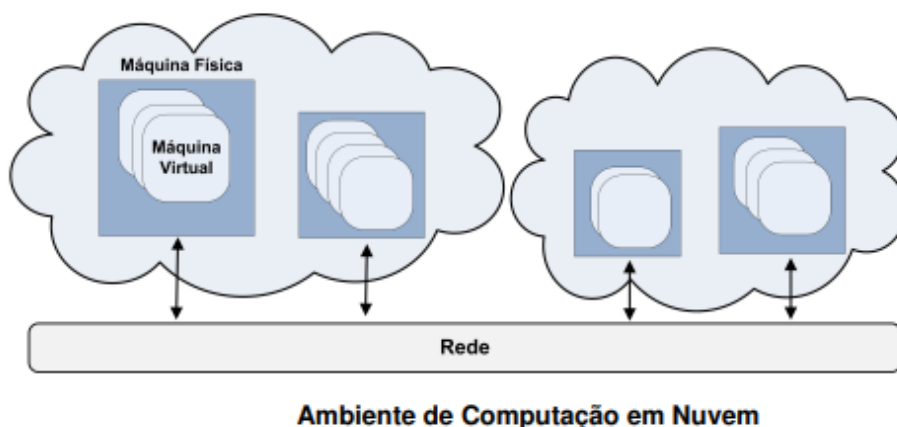 Máquina Física
Máquina
Virtual
Rede
Ambiente de Computação em Nuvem